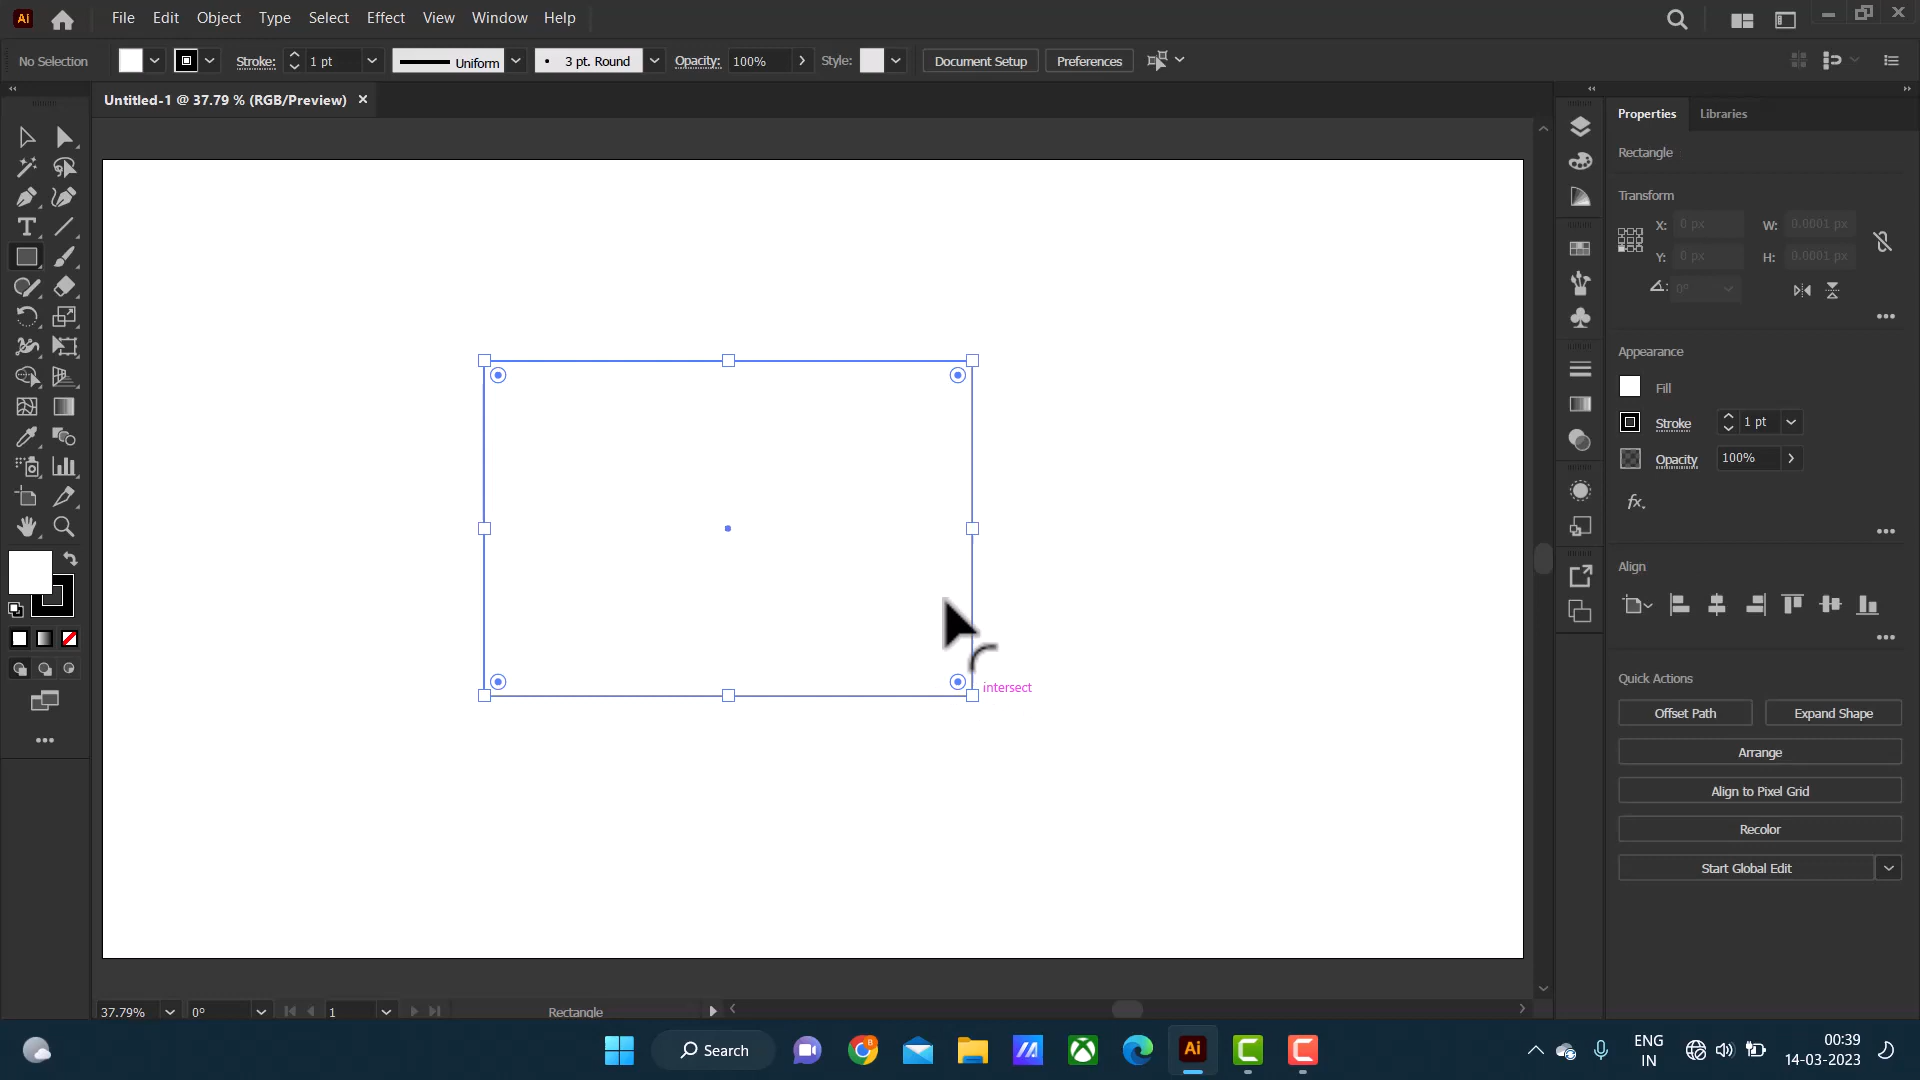 Ai File Edit Object Type Select Effect View Window Help
No Selection Stroke: 1 pt Uniform 3 pt. Round Opacity: 100% Style: Document Setup Preferences
Untitled-1 @ 37.79 % (RGB/Preview)
Properties Libraries
Rectangle
Transform
X: 0 px W: 0.0001 px
Y: 0 px H: 0.0001 px
0°
Appearance
Fill
Stroke 1 pt
Opacity 100%
fx.
Align
Quick Actions
Offset Path Expand Shape
Arrange
Align to Pixel Grid
Recolor
Start Global Edit
intersect
37.79% 0° 1 Rectangle
Search
Ai
ENG
IN
00:39
14-03-2023